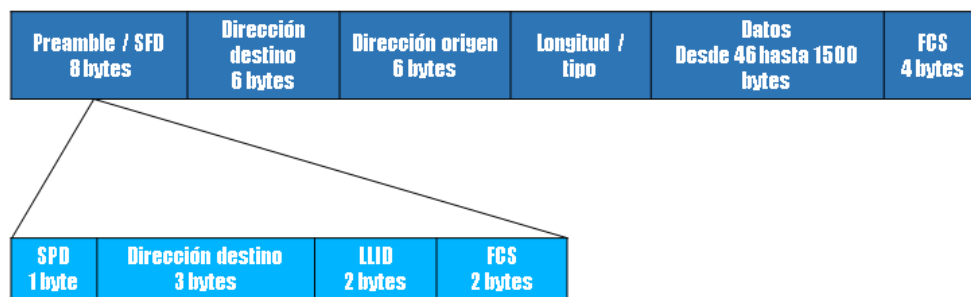 Preamble / SFD
8 bytes
Dirección
destino
6 bytes
Dirección origen
6 bytes
Longitud /
tipo
Datos
Desde 46 hasta 1500
bytes
FCS
4 bytes
SPD
1 byte
Dirección destino
3 bytes
LLID
2 bytes
FCS
2 bytes